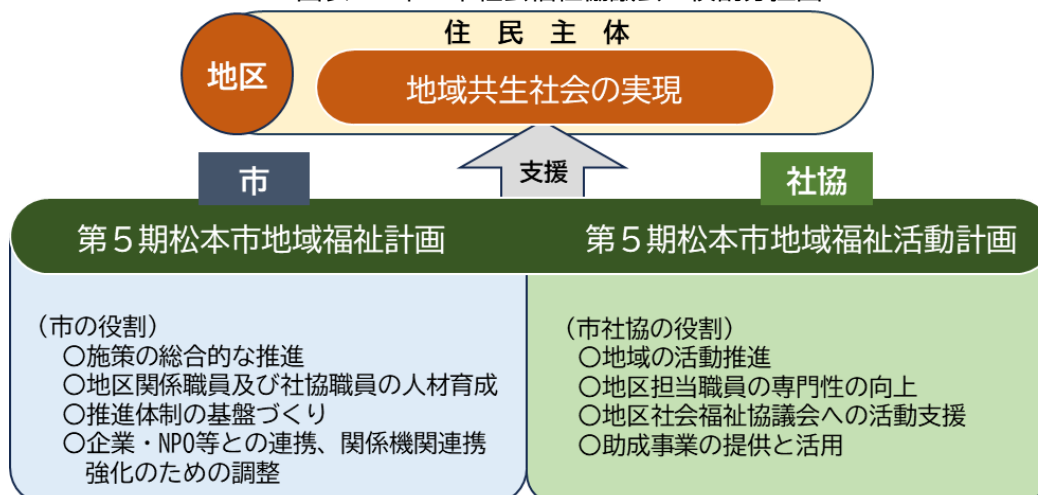 住 民 主 体
地区
地域共生社会の実現
支援
市
社協
第５期松本市地域福祉計画
第５期松本市地域福祉活動計画
（市の役割）
○施策の総合的な推進
○地区関係職員及び社協職員の人材育成
○推進体制の基盤づくり
○企業・NPO等との連携、関係機関連携
強化のための調整
（市社協の役割）
○地域の活動推進
○地区担当職員の専門性の向上
○地区社会福祉協議会への活動支援
○助成事業の提供と活用